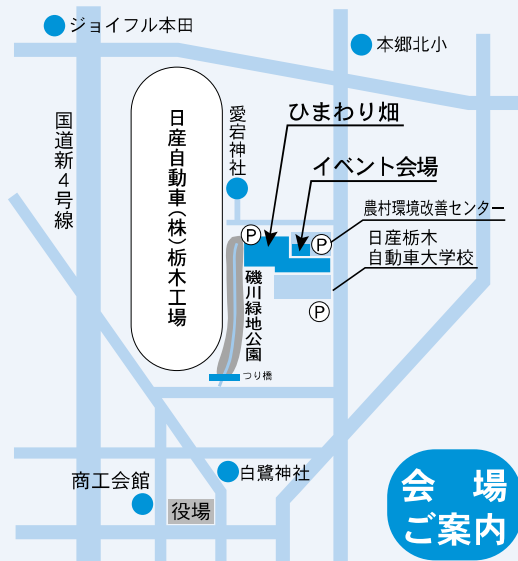 ジョイフル本田
本郷北小
国道新4号線
日産自動車(株)栃木工場
愛宕神社
ひまわり畑
イベント会場
P
P
農村環境改善センター
日産栃木
自動車大学校
P
磯川緑地公園
つり橋
商工会館
役場
白鷺神社
会 場
ご案内